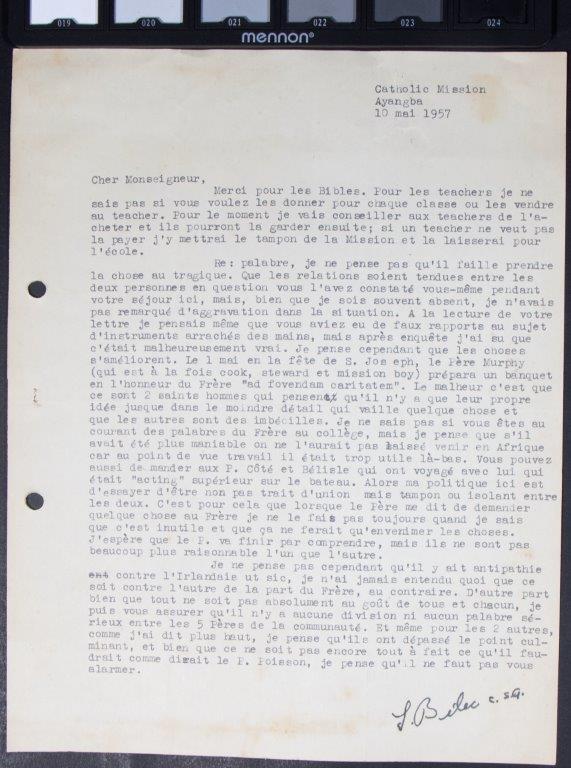 019 020 021 022 023 024
mennon®
Catholic Mission
Ayangba
10 mai 1957
Cher Monseigneur,
Merci pour les Bibles. Pour les teachers je ne
sais pas si vous voulez les donner pour chaque classe ou les vendre
au teacher. Pour le moment je vais conseiller aux teachers de l'a-
cheter et ils pourront la garder ensuite; si un teacher ne veut pas
la payer j'y mettrai le tampon de la Mission et la laisserai pour
l'école.
Re: palabre, je ne pense pas qu'il faille prendre
la chose au tragique. Que les relations soient tendues entre les
deux personnes en question vous l'avez constaté vous-même pendant
votre séjour ici, mais, bien que je sois souvent absent, je n'avais
pas remarqué d'aggravation dans la situation. A la lecture de votre
lettre je pensais même que vous aviez eu de faux rapports au sujet
d'instruments arrachés des mains, mais après enquête j'ai su que
c'était malheureusement vrai. Je pense cependant que les choses
s'améliorent. Le 1 mai en la fête de S. Jos eph, le Père Murphy
(qui est à la fois cook, steward et mission boy) prépara un banquet
en l'honneur du Frère "ad fovendam caritatem". Le malheur c'est que
ce sont 2 saints hommes qui pensent qu'il n'y a que leur propre
idée jusque dans le moindre détail qui vaille quelque chose et
que les autres sont des imbéciles. Je ne sais pas si vous êtes au
courant des palabres du Frère au collège, mais je pense que s'il
avait été plus maniable on ne l'aurait pas laissé venir en Afrique
car au point de vue travail il était trop utile là-bas. Vous pouvez
aussi demander aux P. Côté et Bélisle qui ont voyagé avec lui qui
était "acting" supérieur sur le bateau. Alors ma politique ici est
d'essayer d'être non pas trait d'union mais tampon ou isolant entre
les deux. C'est pour cela que lorsque le Père me dit de demander
quelque chose au Frère je ne le fais pas toujours quand je sais
que c'est inutile et que ça ne ferait qu'envenimer les choses.
J'espère que le P. va finir par comprendre, mais ils ne sont pas
beaucoup plus raisonnable l'un que l'autre.
Je ne pense pas cependant qu'il y ait antipathie
ent contre l'Irlandais ut sic, je n'ai jamais entendu quoi que ce
soit contre l'autre de la part du Frère, au contraire. D'autre part
bien que tout ne soit pas absolument au goût de tous et chacun, je
puis vous assurer qu'il n'y a aucune division ni aucun palabre sé-
rieux entre les 5 Pères de la communauté. Et même pour les 2 autres,
comme j'ai dit plus haut, je pense qu'ils ont dépassé le point cul-
minant, et bien que ce ne soit pas encore tout à fait ce qu'il fau-
drait comme disait le P. Poisson, je pense qu'il ne faut pas vous
alarmer.
c.s.sp.